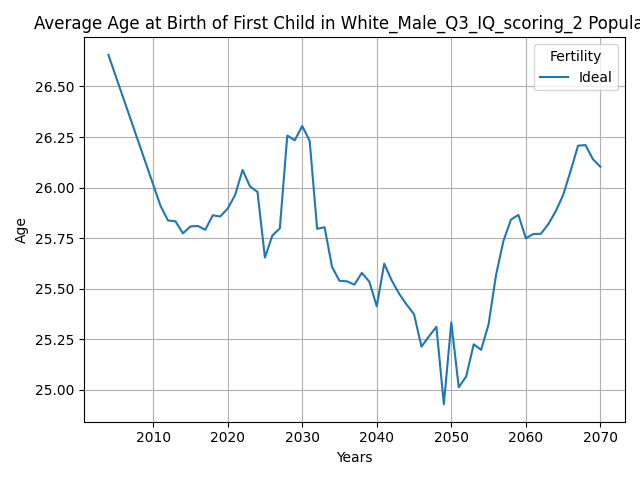 Average Age at Birth of First Child in White_Male_Q3_IQ_scoring_2 Popula
Fertility
Ideal
26.50
26.25
26.00
25.75
25.50
25.25
25.00
Age
2010 2020 2030 2040 2050 2060 2070
Years